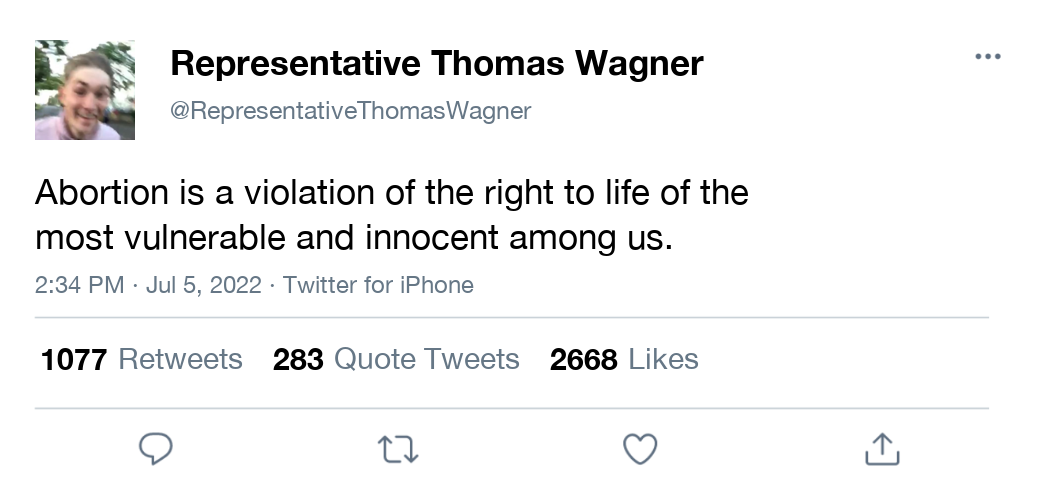 Representative Thomas Wagner
@RepresentativeThomasWagner
Abortion is a violation of the right to life of the
most vulnerable and innocent among us.
2:34 PM · Jul 5, 2022 · Twitter for iPhone
1077 Retweets 283 Quote Tweets 2668 Likes